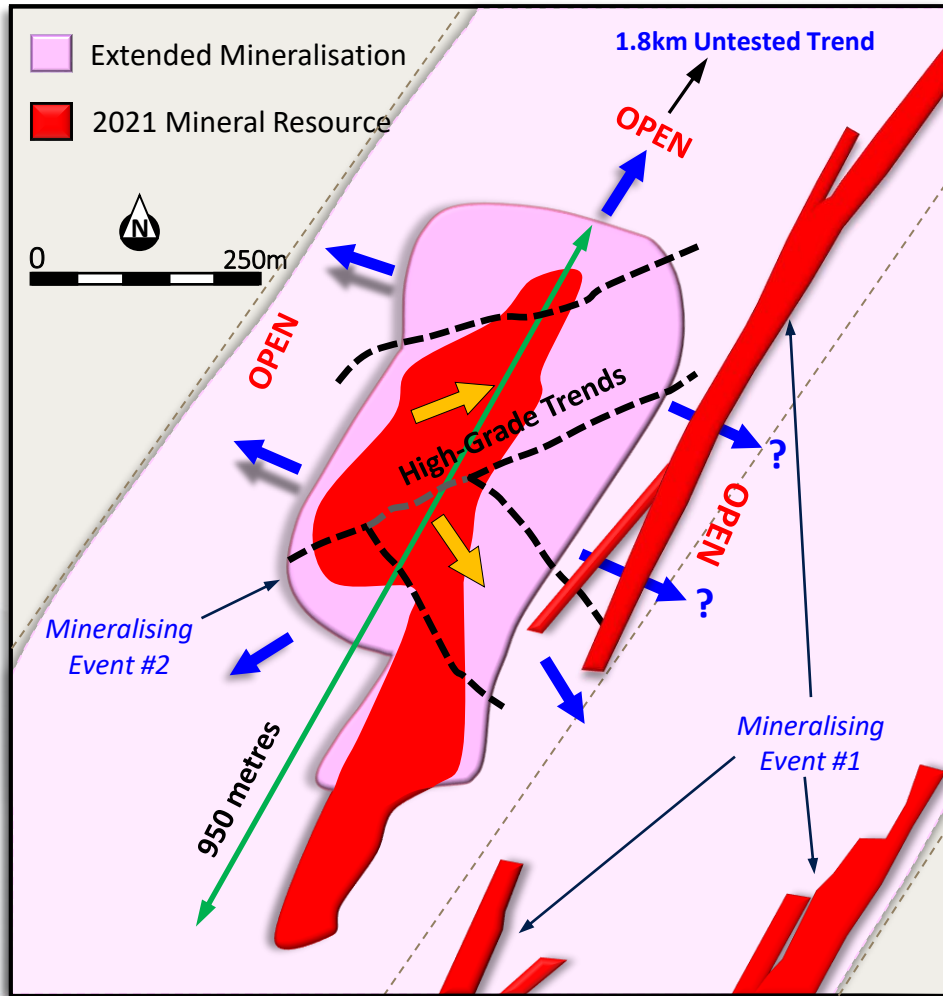 1.8km Untested Trend
Extended Mineralisation
2021 Mineral Resource
OPEN
N
0 250m
OPEN
High-Grade Trends
?
OPEN
?
Mineralising
Event #2
Mineralising
Event #1
950 metres